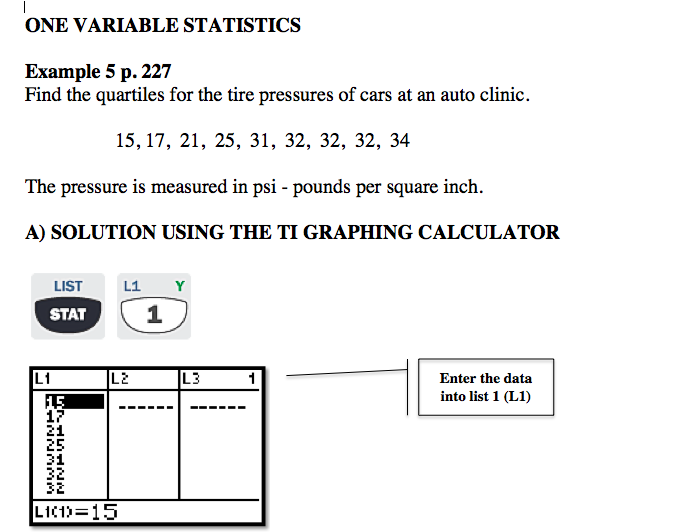 ONE VARIABLE STATISTICS
Example 5 p. 227
Find the quartiles for the tire pressures of cars at an auto clinic.
15, 17, 21, 25, 31, 32, 32, 32, 34
The pressure is measured in psi - pounds per square inch.
A) SOLUTION USING THE TI GRAPHING CALCULATOR
LIST L1 Y
STAT 1
L1 L2 L3 1
15 ------ ------
17
21
25
31
32
32
L1(1)=15
Enter the data
into list 1 (L1)